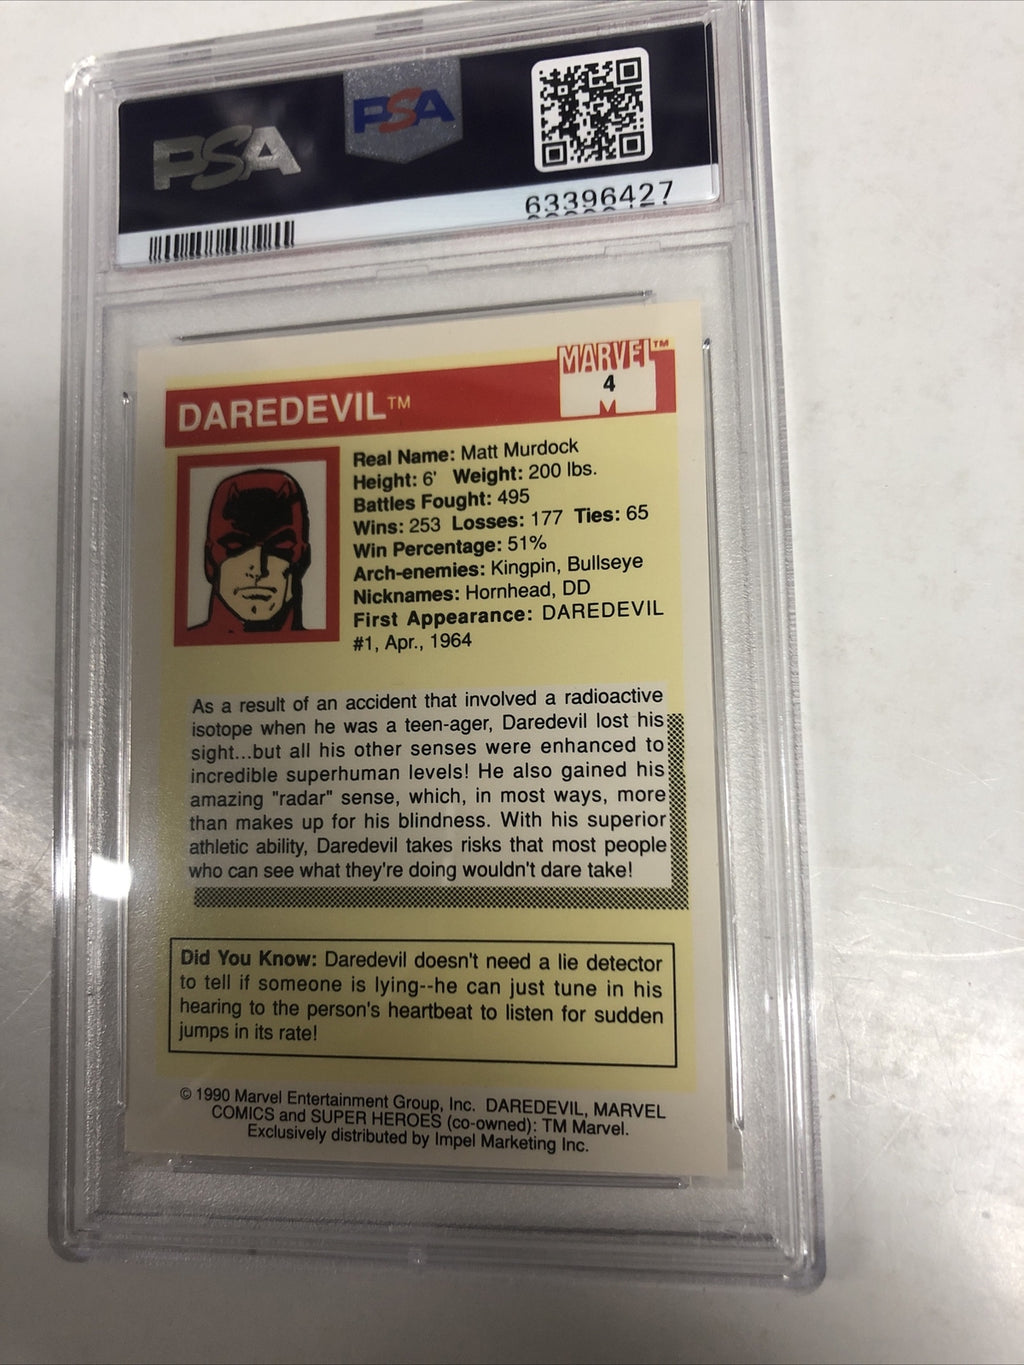 PSA
PSA
63396427
MARVEL™
4
DAREDEVIL™
Real Name: Matt Murdock
Height: 6' Weight: 200 lbs.
Battles Fought: 495
Wins: 253 Losses: 177 Ties: 65
Win Percentage: 51%
Arch-enemies: Kingpin, Bullseye
Nicknames: Hornhead, DD
First Appearance: DAREDEVIL
#1, Apr., 1964
As a result of an accident that involved a radioactive
isotope when he was a teen-ager, Daredevil lost his
sight...but all his other senses were enhanced to
incredible superhuman levels! He also gained his
amazing "radar" sense, which, in most ways, more
than makes up for his blindness. With his superior
athletic ability, Daredevil takes risks that most people
who can see what they're doing wouldn't dare take!
Did You Know: Daredevil doesn't need a lie detector
to tell if someone is lying--he can just tune in his
hearing to the person's heartbeat to listen for sudden
jumps in its rate!
© 1990 Marvel Entertainment Group, Inc. DAREDEVIL, MARVEL
COMICS and SUPER HEROES (co-owned): TM Marvel.
Exclusively distributed by Impel Marketing Inc.